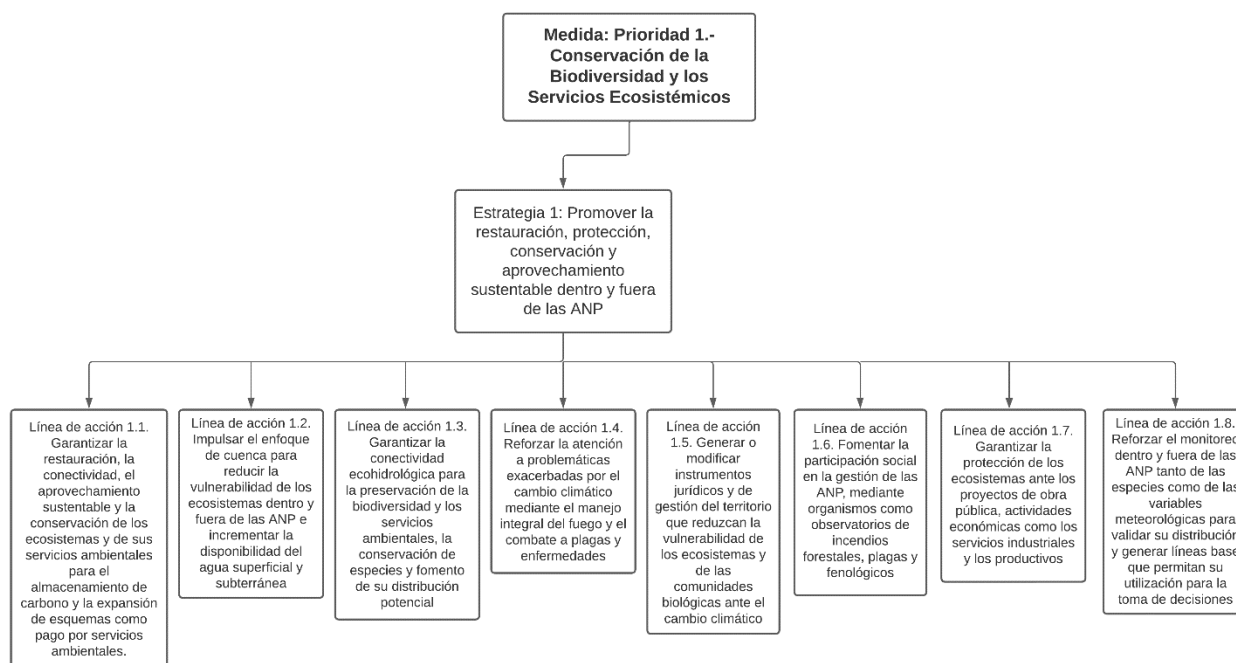 Medida: Prioridad 1.-
Conservación de la
Biodiversidad y los
Servicios Ecosistémicos
Estrategia 1: Promover la
restauración, protección,
conservación y
aprovechamiento
sustentable dentro y fuera
de las ANP
Línea de acción 1.1.
Garantizar la
restauración, la
conectividad, el
aprovechamiento
sustentable y la
conservación de los
ecosistemas y de sus
servicios ambientales
para el
almacenamiento de
carbono y la expansión
de esquemas como
pago por servicios
ambientales.
Línea de acción 1.2.
Impulsar el enfoque
de cuenca para
reducir la
vulnerabilidad de los
ecosistemas dentro y
fuera de las ANP e
incrementar la
disponibilidad del
agua superficial y
subterránea
Línea de acción 1.3.
Garantizar la
conectividad
ecohidrológica para
la preservación de la
biodiversidad y los
servicios
ambientales, la
conservación de
especies y fomento
de su distribución
potencial
Línea de acción 1.4.
Reforzar la atención
a problemáticas
exacerbadas por el
cambio climático
mediante el manejo
integral del fuego y el
combate a plagas y
enfermedades
Línea de acción
1.5. Generar o
modificar
instrumentos
jurídicos y de
gestión del territorio
que reduzcan la
vulnerabilidad de
los ecosistemas y
de las
comunidades
biológicas ante el
cambio climático
Línea de acción
1.6. Fomentar la
participación social
en la gestión de las
ANP, mediante
organismos como
observatorios de
incendios
forestales, plagas y
fenológicos
Línea de acción 1.7.
Garantizar la
protección de los
ecosistemas ante los
proyectos de obra
pública, actividades
económicas como los
servicios industriales
y los productivos
Línea de acción 1.8.
Reforzar el monitoreo
dentro y fuera de las
ANP tanto de las
especies como de las
variables
meteorológicas para
validar su distribución
y generar líneas base
que permitan su
utilización para la
toma de decisiones